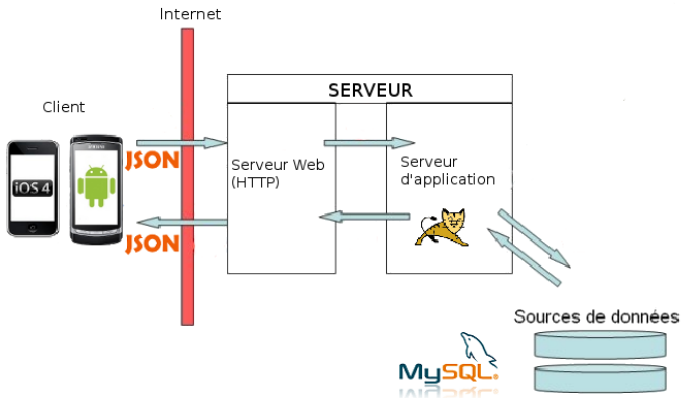 Internet
SERVEUR
Client
JSON
iOS 4
Serveur Web
(HTTP)
Serveur
d'application
JSON
Sources de données
MySQL